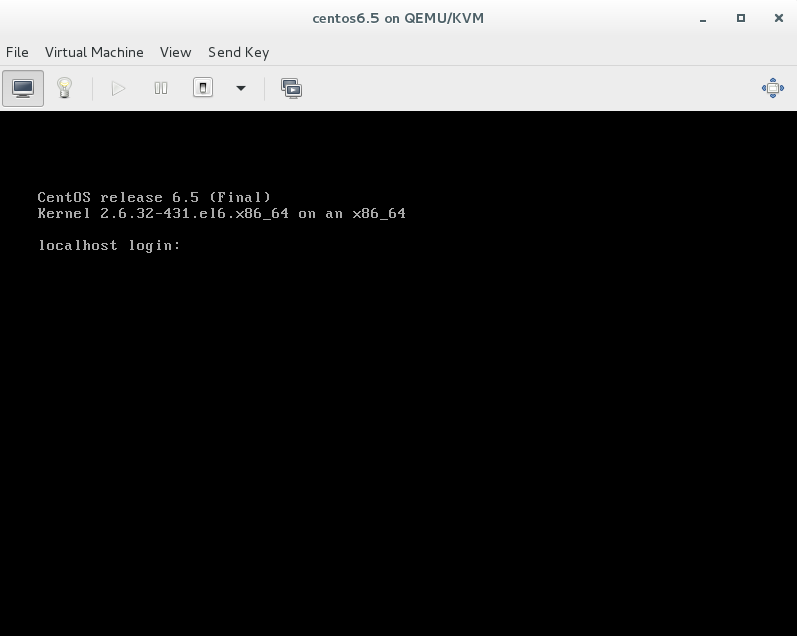 centos6.5 on QEMU/KVM
File Virtual Machine View Send Key
CentOS release 6.5 (Final)
Kernel 2.6.32-431.el6.x86_64 on an x86_64
localhost login: